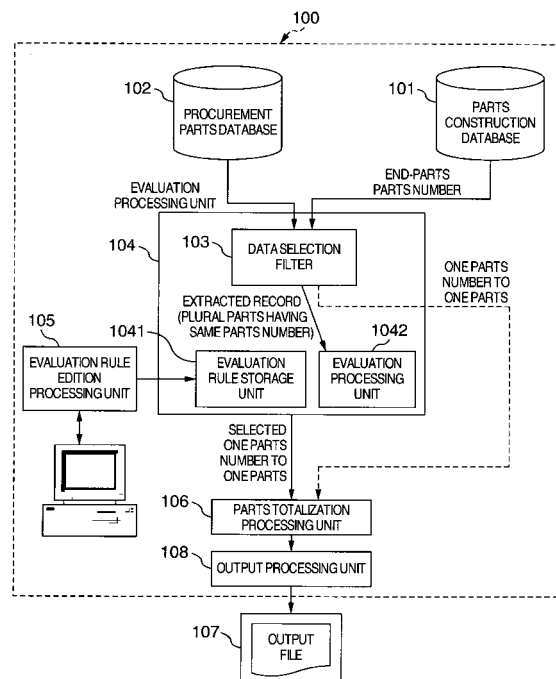 100
102
PROCUREMENT
PARTS DATABASE
101
PARTS
CONSTRUCTION
DATABASE
EVALUATION
PROCESSING UNIT
END-PARTS
PARTS NUMBER
104
103
DATA SELECTION
FILTER
ONE PARTS
NUMBER TO
ONE PARTS
EXTRACTED RECORD
(PLURAL PARTS HAVING
SAME PARTS NUMBER)
105
1041
1042
EVALUATION RULE
EDITION
PROCESSING UNIT
EVALUATION
RULE STORAGE
UNIT
EVALUATION
PROCESSING
UNIT
SELECTED
ONE PARTS
NUMBER TO
ONE PARTS
106
PARTS TOTALIZATION
PROCESSING UNIT
108
OUTPUT PROCESSING UNIT
107
OUTPUT
FILE